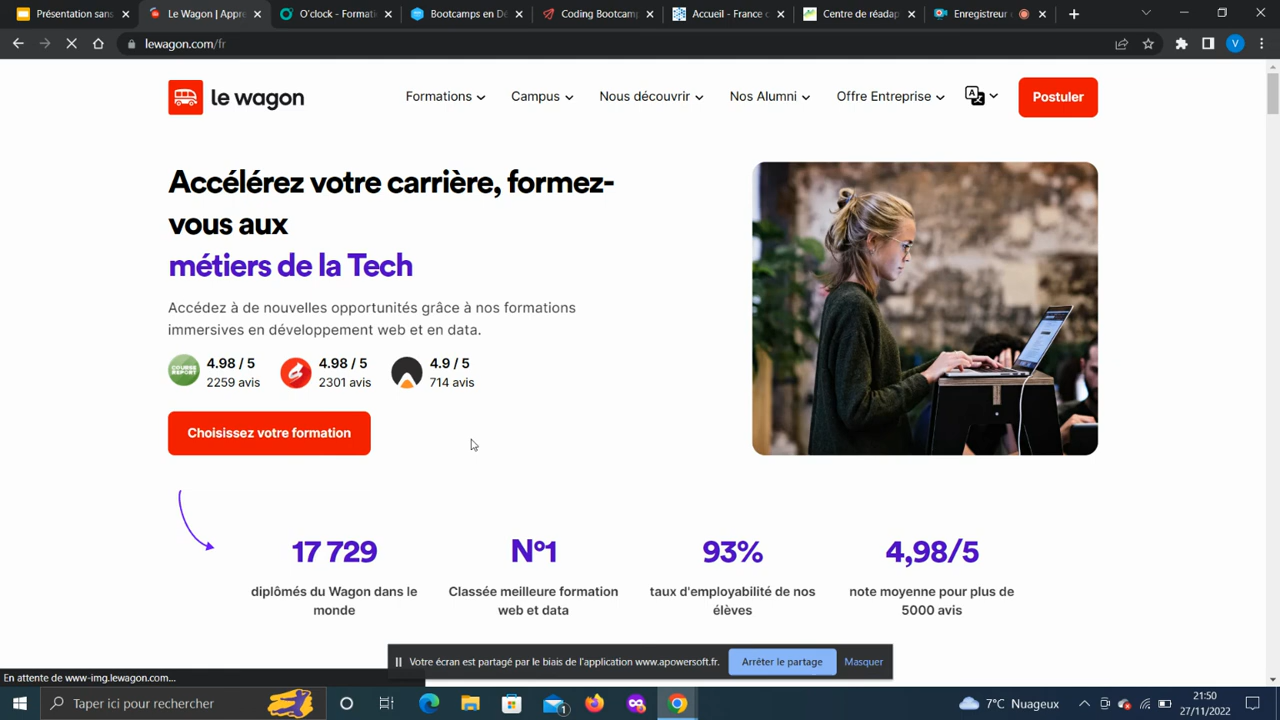 Présentation sans
Le Wagon | Appre
O'clock - Formati
Bootcamps en Dé
Coding Bootcamp
Accueil - France c
Centre de réadap
Enregistreur
lewagon.com/fr
V
le wagon
Formations
Campus
Nous découvrir
Nos Alumni
Offre Entreprise
Postuler
Accélérez votre carrière, formez-
vous aux
métiers de la Tech
Accédez à de nouvelles opportunités grâce à nos formations
immersives en développement web et en data.
COURSE REPORT
4.98 / 5
2259 avis
4.98 / 5
2301 avis
4.9 / 5
714 avis
Choisissez votre formation
17 729
diplômés du Wagon dans le
monde
N°1
Classée meilleure formation
web et data
93%
taux d'employabilité de nos
élèves
4,98/5
note moyenne pour plus de
5000 avis
Votre écran est partagé par le biais de l'application www.apowersoft.fr.
Arrêter le partage
Masquer
En attente de www-img.lewagon.com...
Taper ici pour rechercher
1
7°C Nuageux
21:50
27/11/2022